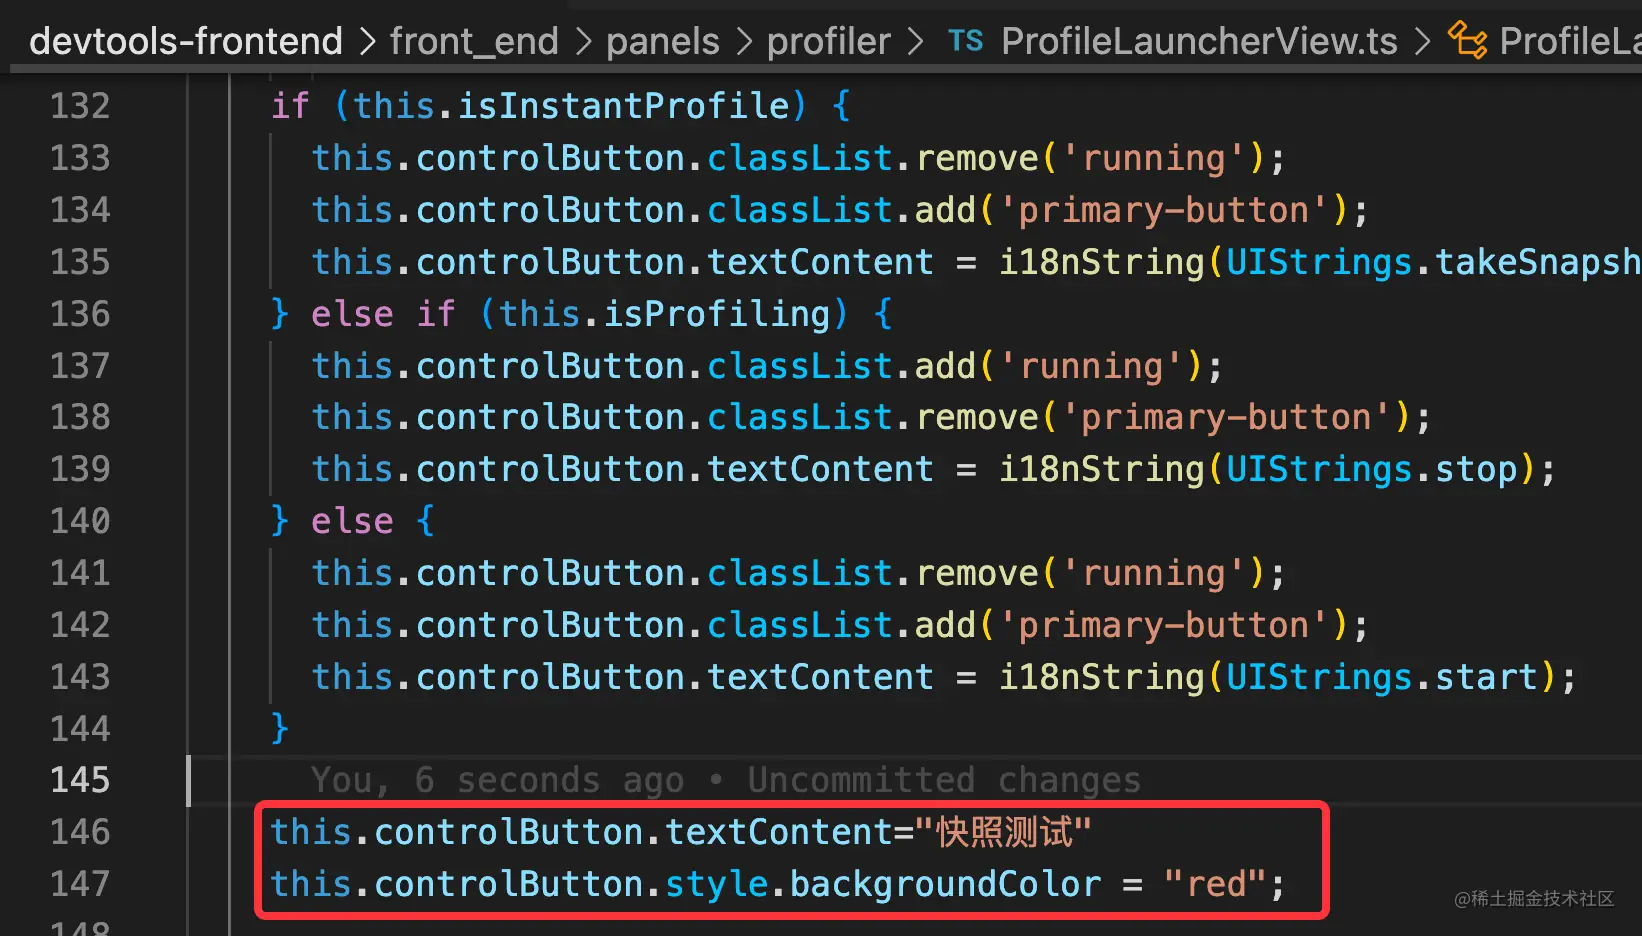 devtools-frontend > front_end > panels > profiler > TS ProfileLauncherView.ts > ProfileLa
132 if (this.isInstantProfile) {
133 this.controlButton.classList.remove('running');
134 this.controlButton.classList.add('primary-button');
135 this.controlButton.textContent = i18nString(UIStrings.takeSnapsh
136 } else if (this.isProfiling) {
137 this.controlButton.classList.add('running');
138 this.controlButton.classList.remove('primary-button');
139 this.controlButton.textContent = i18nString(UIStrings.stop);
140 } else {
141 this.controlButton.classList.remove('running');
142 this.controlButton.classList.add('primary-button');
143 this.controlButton.textContent = i18nString(UIStrings.start);
144 }
145 You, 6 seconds ago • Uncommitted changes
146 this.controlButton.textContent="快照测试"
147 this.controlButton.style.backgroundColor = "red";
@稀土掘金技术社区
148